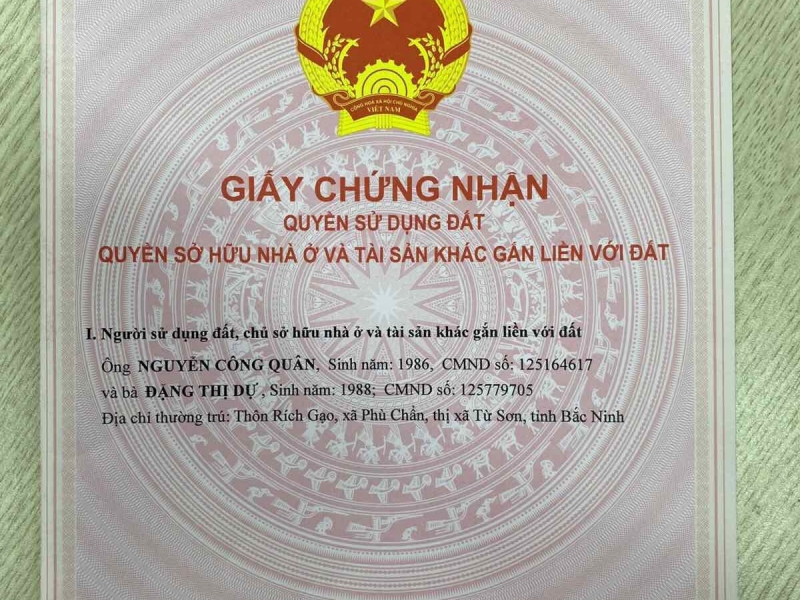 CỘNG HOÀ XÃ HỘI CHỦ NGHĨA
VIỆT NAM
GIẤY CHỨNG NHẬN
QUYỀN SỬ DỤNG ĐẤT
QUYỀN SỞ HỮU NHÀ Ở VÀ TÀI SẢN KHÁC GẮN LIỀN VỚI ĐẤT
I. Người sử dụng đất, chủ sở hữu nhà ở và tài sản khác gắn liền với đất
Ông NGUYỄN CÔNG QUÂN, Sinh năm: 1986, CMND số: 125164617
và bà ĐẶNG THỊ DỰ , Sinh năm: 1988; CMND số: 125779705
Địa chỉ thường trú: Thôn Rích Gạo, xã Phù Chẩn, thị xã Từ Sơn, tỉnh Bắc Ninh